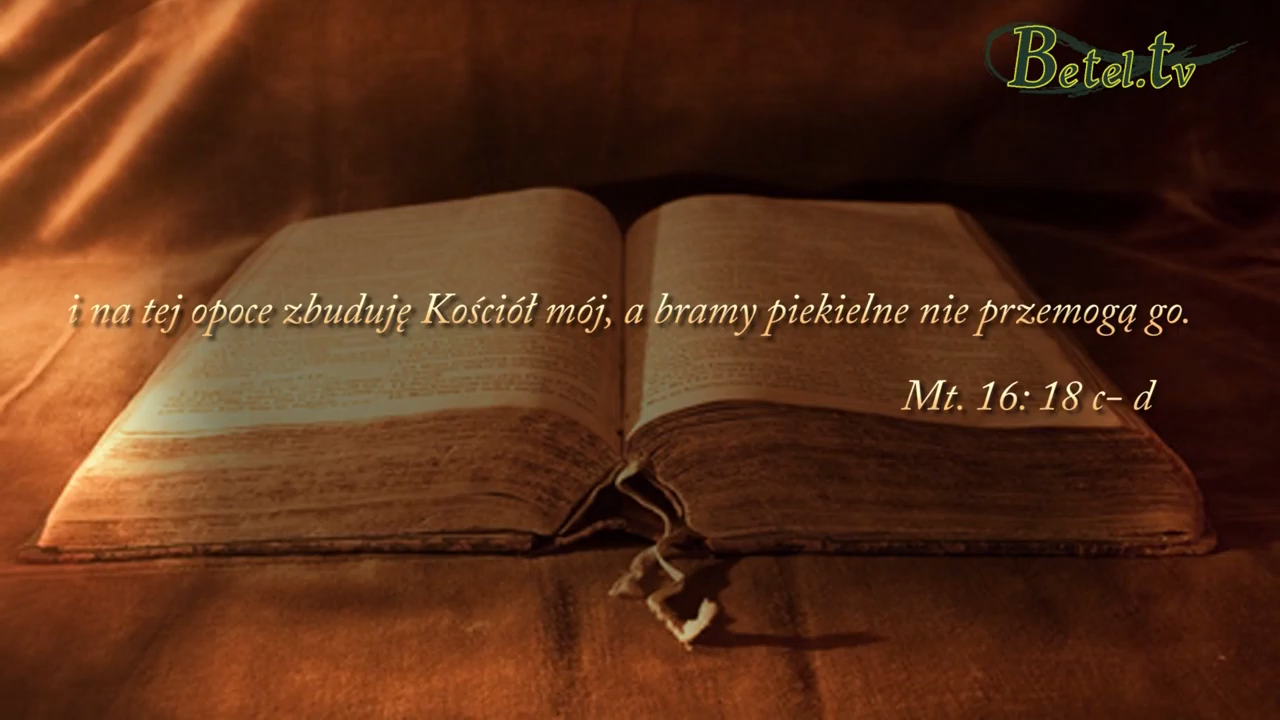 Betel.tv
i na tej opoce zbuduję Kościół mój, a bramy piekielne nie przemogą go.
Mt. 16: 18 c- d